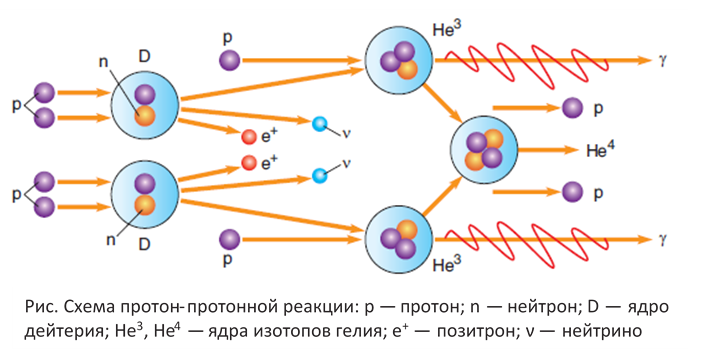 p He³
n D γ
p ν p
e⁺
He⁴
e⁺ ν
p p
n D p He³ γ
Рис. Схема протон-протонной реакции: p — протон; n — нейтрон; D — ядро
дейтерия; He³, He⁴ — ядра изотопов гелия; e⁺ — позитрон; ν — нейтрино